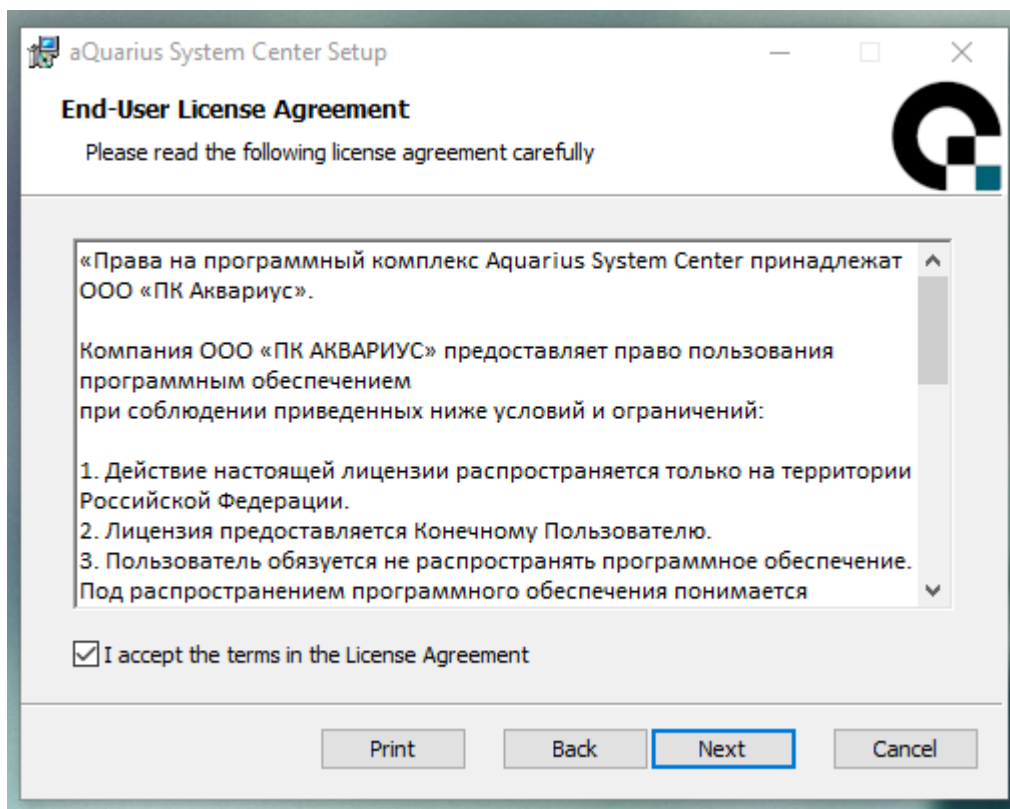 aQuarius System Center Setup
End-User License Agreement
Please read the following license agreement carefully
«Права на программный комплекс Aquarius System Center принадлежат
ООО «ПК Аквариус».
Компания ООО «ПК АКВАРИУС» предоставляет право пользования
программным обеспечением
при соблюдении приведенных ниже условий и ограничений:
1. Действие настоящей лицензии распространяется только на территории
Российской Федерации.
2. Лицензия предоставляется Конечному Пользователю.
3. Пользователь обязуется не распространять программное обеспечение.
Под распространением программного обеспечения понимается
I accept the terms in the License Agreement
Print Back Next Cancel